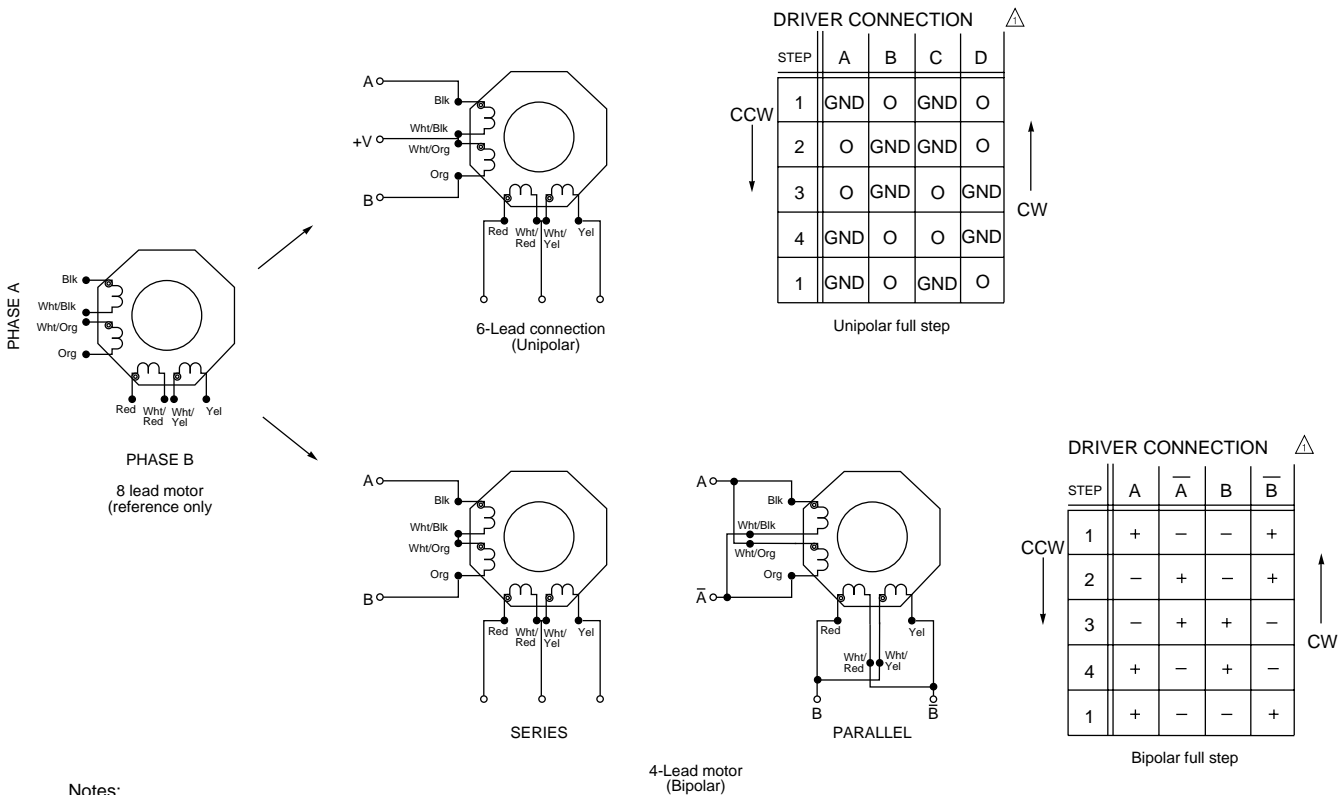 PHASE A
Blk
Wht/Blk
Wht/Org
Org
Red Wht/Red Wht/Yel Yel
PHASE B
8 lead motor
(reference only
A
+V
B
Blk
Wht/Blk
Wht/Org
Org
Red Wht/Red Wht/Yel Yel
6-Lead connection
(Unipolar)
DRIVER CONNECTION 1
STEP A B C D
1 GND O GND O
2 O GND GND O
3 O GND O GND
4 GND O O GND
1 GND O GND O
CCW
CW
Unipolar full step
A
B
Blk
Wht/Blk
Wht/Org
Org
Red Wht/Red Wht/Yel Yel
SERIES
A
A̅
Blk
Wht/Blk
Wht/Org
Org
Red Yel
Wht/Red Wht/Yel
B B̅
PARALLEL
4-Lead motor
(Bipolar)
DRIVER CONNECTION 1
STEP A A̅ B B̅
1 + – – +
2 – + – +
3 – + + –
4 + – + –
1 + – – +
CCW
CW
Bipolar full step
Notes: